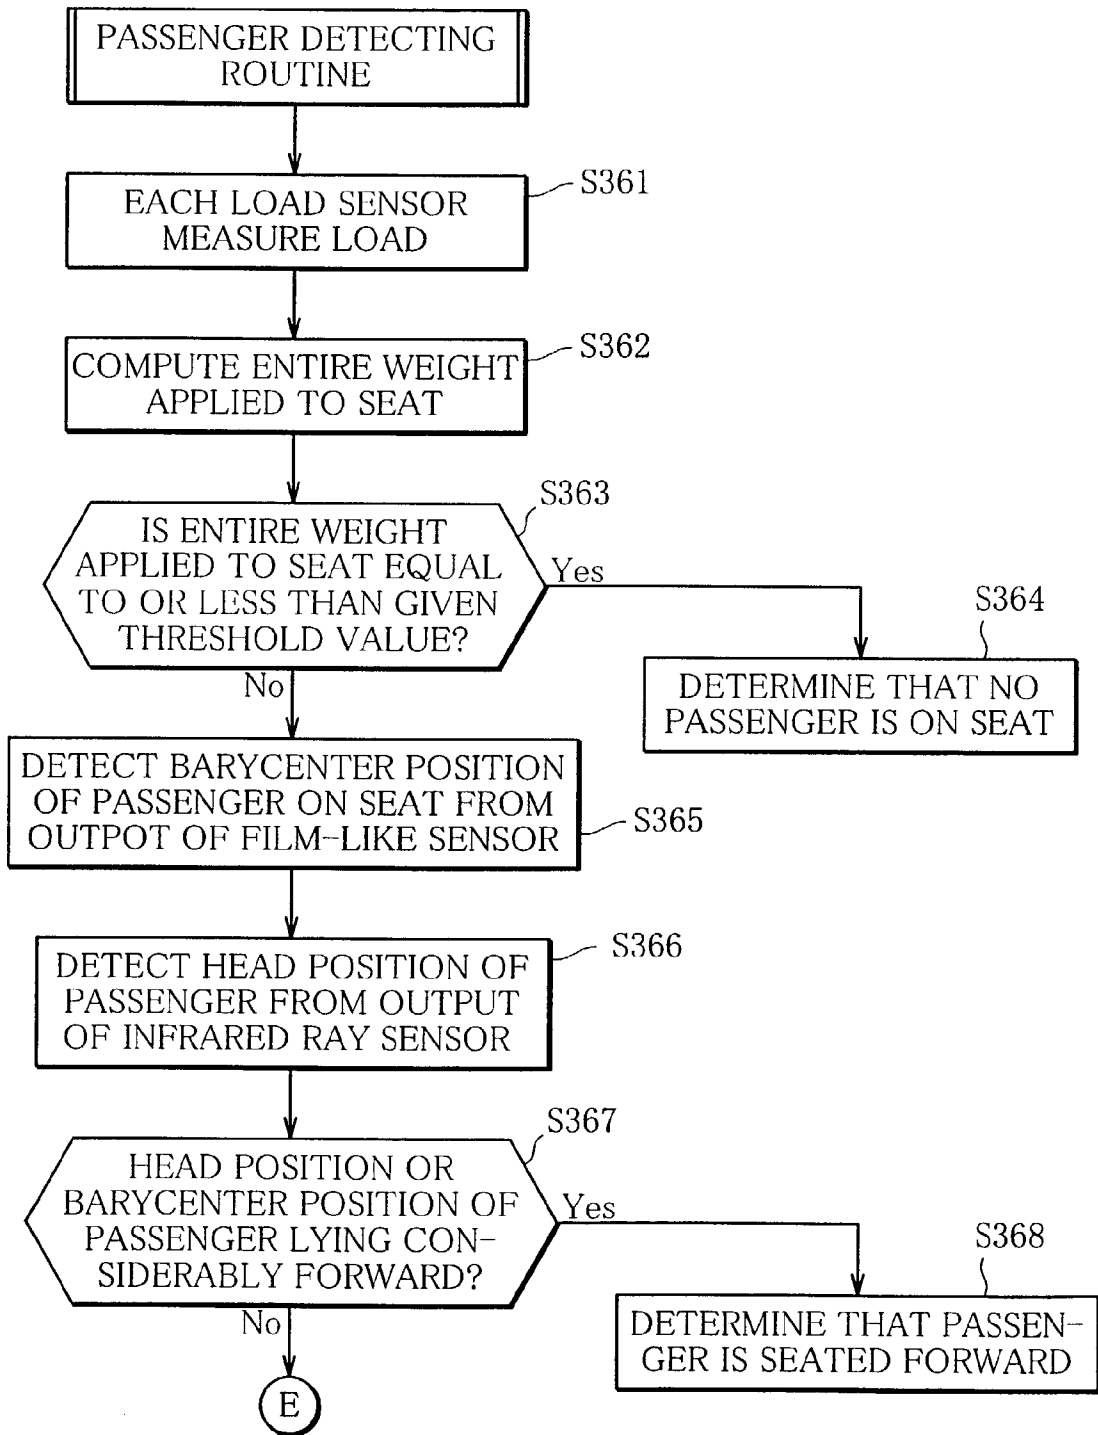 PASSENGER DETECTING
ROUTINE
S361
EACH LOAD SENSOR
MEASURE LOAD
S362
COMPUTE ENTIRE WEIGHT
APPLIED TO SEAT
S363
IS ENTIRE WEIGHT
APPLIED TO SEAT EQUAL
TO OR LESS THAN GIVEN
THRESHOLD VALUE?
Yes
No
S364
DETERMINE THAT NO
PASSENGER IS ON SEAT
DETECT BARYCENTER POSITION
OF PASSENGER ON SEAT FROM
OUTPOT OF FILM-LIKE SENSOR
S365
S366
DETECT HEAD POSITION OF
PASSENGER FROM OUTPUT
OF INFRARED RAY SENSOR
S367
HEAD POSITION OR
BARYCENTER POSITION OF
PASSENGER LYING CON-
SIDERABLY FORWARD?
Yes
No
S368
DETERMINE THAT PASSEN-
GER IS SEATED FORWARD
E